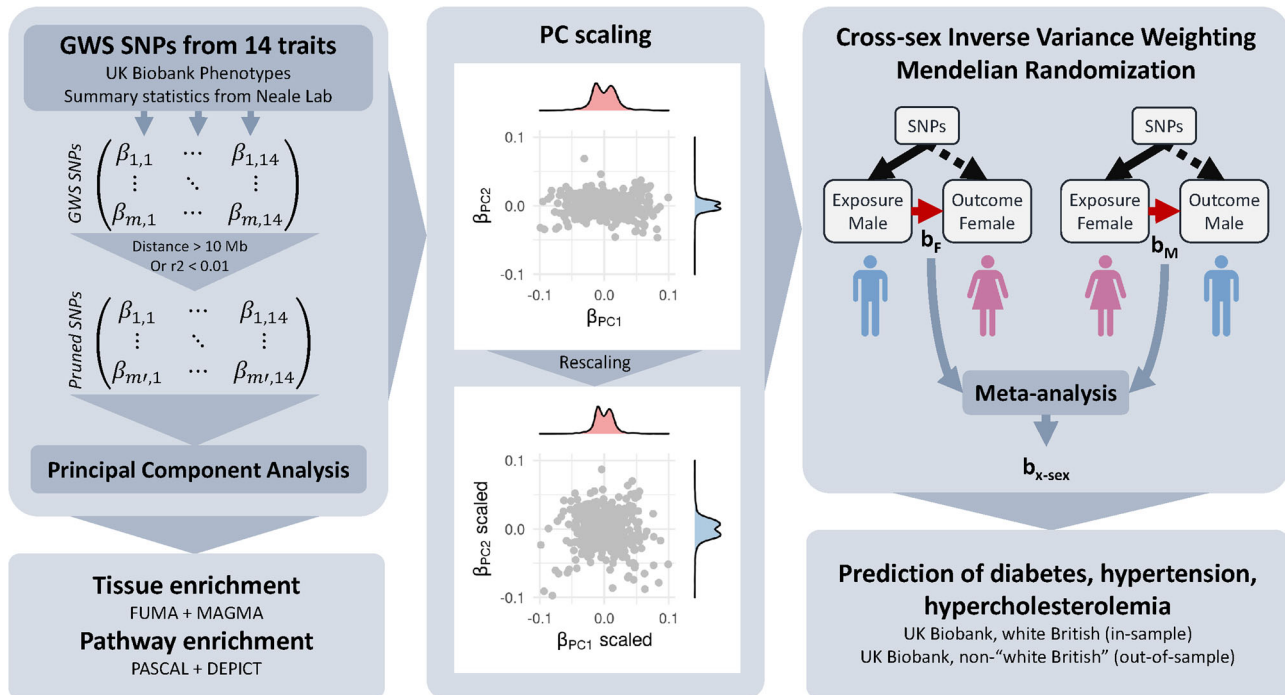 GWS SNPs from 14 traits
UK Biobank Phenotypes
Summary statistics from Neale Lab
GWS SNPs
β1,1 ⋯ β1,14
⋮ ⋱ ⋮
βm,1 ⋯ βm,14
Distance > 10 Mb
Or r2 < 0.01
Pruned SNPs
β1,1 ⋯ β1,14
⋮ ⋱ ⋮
βm′,1 ⋯ βm′,14
Principal Component Analysis
Tissue enrichment
FUMA + MAGMA
Pathway enrichment
PASCAL + DEPICT
PC scaling
βPC2
0.1
0.0
-0.1
-0.1 0.0 0.1
βPC1
Rescaling
βPC2 scaled
0.1
0.0
-0.1
-0.1 0.0 0.1
βPC1 scaled
Cross-sex Inverse Variance Weighting
Mendelian Randomization
SNPs
Exposure
Male
Outcome
Female
bF
SNPs
Exposure
Female
Outcome
Male
bM
Meta-analysis
bx-sex
Prediction of diabetes, hypertension,
hypercholesterolemia
UK Biobank, white British (in-sample)
UK Biobank, non-“white British” (out-of-sample)